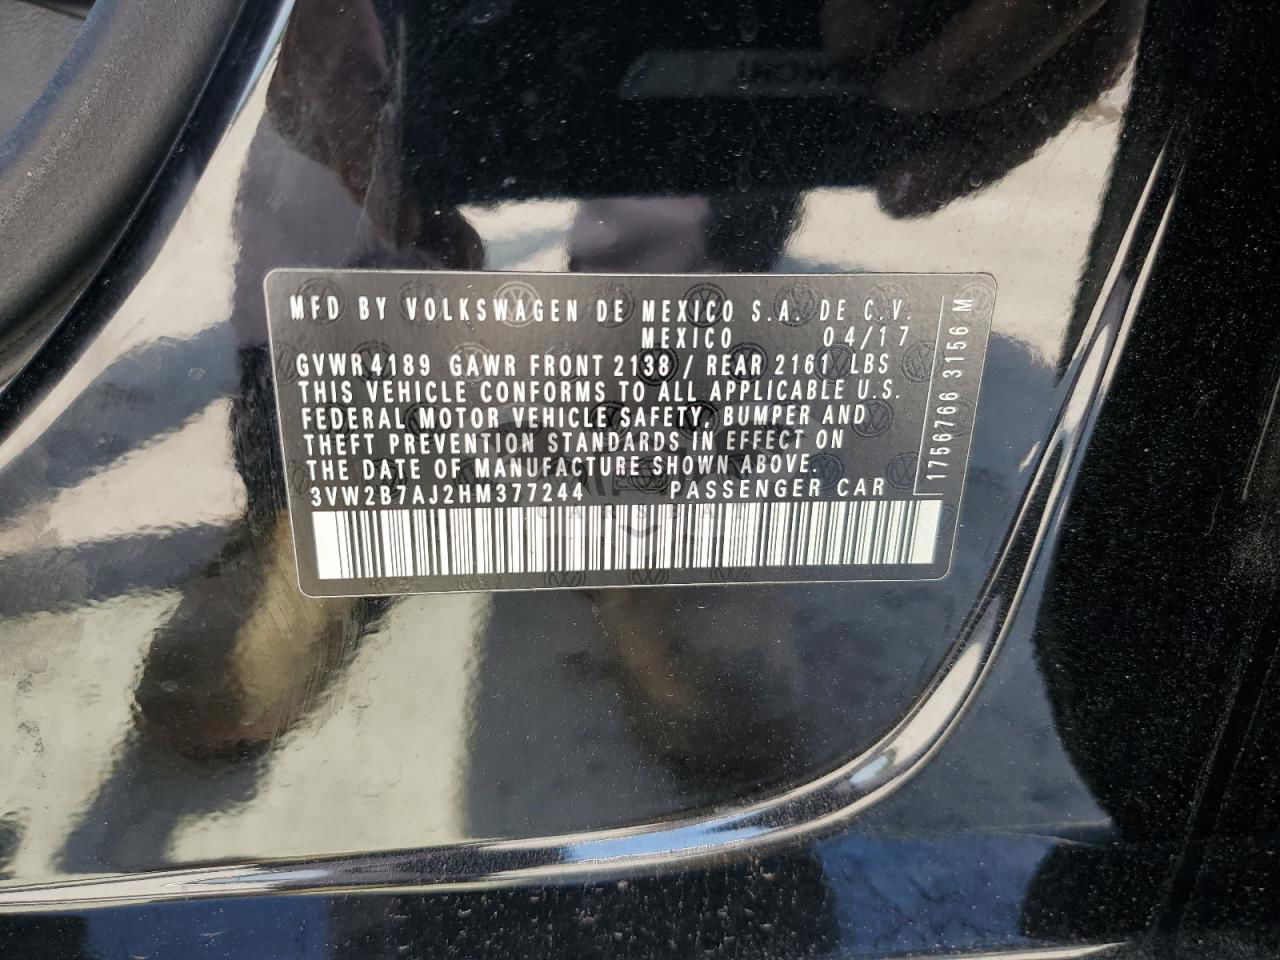 MFD BY VOLKSWAGEN DE MEXICO S.A. DE C.V.
MEXICO 04/17
GVWR 4189 GAWR FRONT 2138 / REAR 2161 LBS
THIS VEHICLE CONFORMS TO ALL APPLICABLE U.S.
FEDERAL MOTOR VEHICLE SAFETY, BUMPER AND
THEFT PREVENTION STANDARDS IN EFFECT ON
THE DATE OF MANUFACTURE SHOWN ABOVE.
3VW2B7AJ2HM377244 PASSENGER CAR
1756766 3156 M